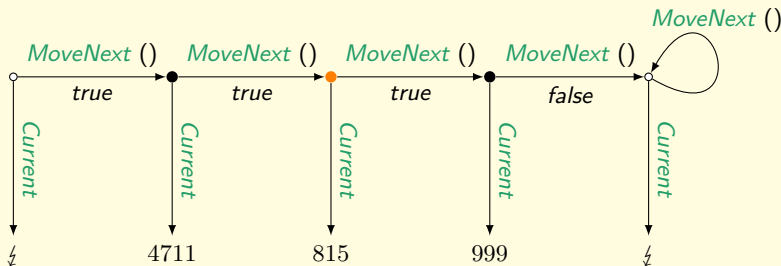 MoveNext ()
MoveNext () MoveNext () MoveNext () MoveNext ()
true true true false
Current Current Current Current Current
↯ 4711 815 999 ↯